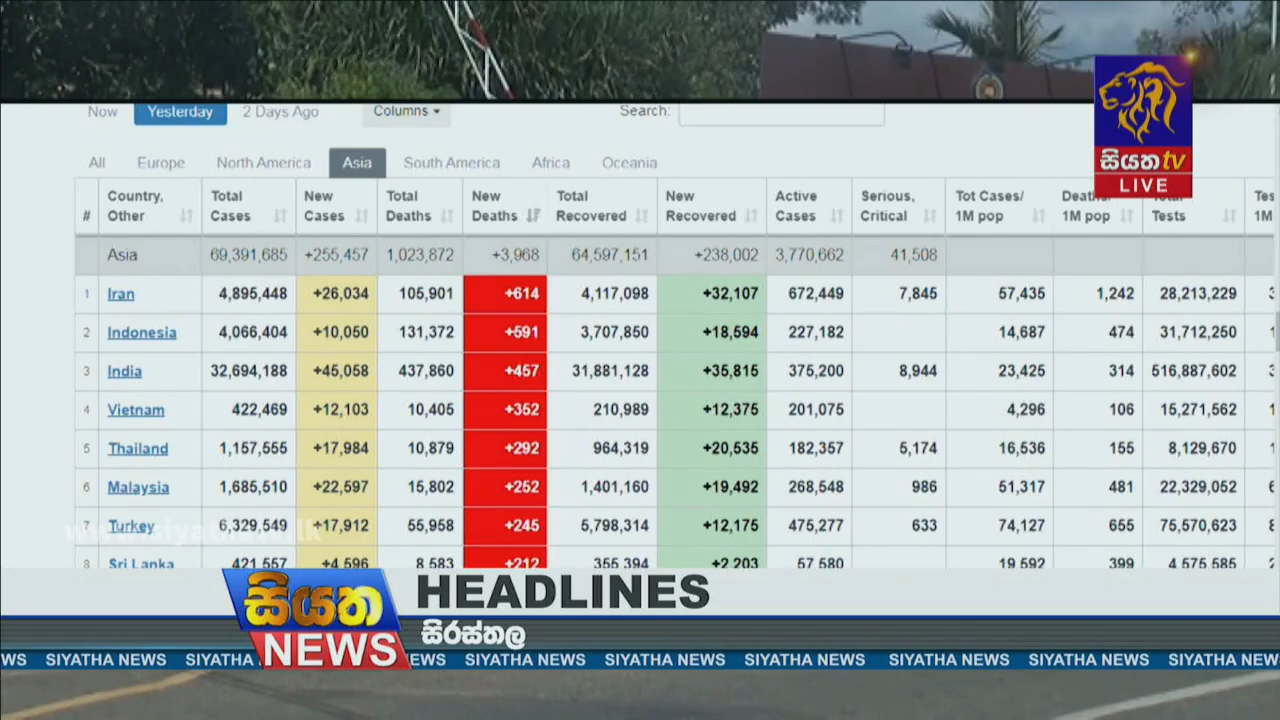 Now Yesterday 2 Days Ago Columns Search:
All Europe North America Asia South America Africa Oceania
සියත tv
LIVE
# Country, Other Total Cases New Cases Total Deaths New Deaths Total Recovered New Recovered Active Cases Serious, Critical Tot Cases/ 1M pop Deaths/ 1M pop Total Tests
Asia 69,391,685 +255,457 1,023,872 +3,968 64,597,151 +238,002 3,770,662 41,508
1 Iran 4,895,448 +26,034 105,901 +614 4,117,098 +32,107 672,449 7,845 57,435 1,242 28,213,229
2 Indonesia 4,066,404 +10,050 131,372 +591 3,707,850 +18,594 227,182 14,687 474 31,712,250
3 India 32,694,188 +45,058 437,860 +457 31,881,128 +35,815 375,200 8,944 23,425 314 516,887,602
4 Vietnam 422,469 +12,103 10,405 +352 210,989 +12,375 201,075 4,296 106 15,271,562
5 Thailand 1,157,555 +17,984 10,879 +292 964,319 +20,535 182,357 5,174 16,536 155 8,129,670
6 Malaysia 1,685,510 +22,597 15,802 +252 1,401,160 +19,492 268,548 986 51,317 481 22,329,052
7 Turkey 6,329,549 +17,912 55,958 +245 5,798,314 +12,175 475,277 633 74,127 655 75,570,623
8 Sri Lanka 421,557 +4,596 8,583 +212 355,394 +2,203 57,580 19,592 399 4,575,585
සියත
NEWS
HEADLINES
සිරස්තල
WS SIYATHA NEWS SIYATHA NEWS SIYATHA NEWS SIYATHA NEWS SIYATHA NEWS SIYATHA NEWS SIYATHA NEWS SIYATHA NEW